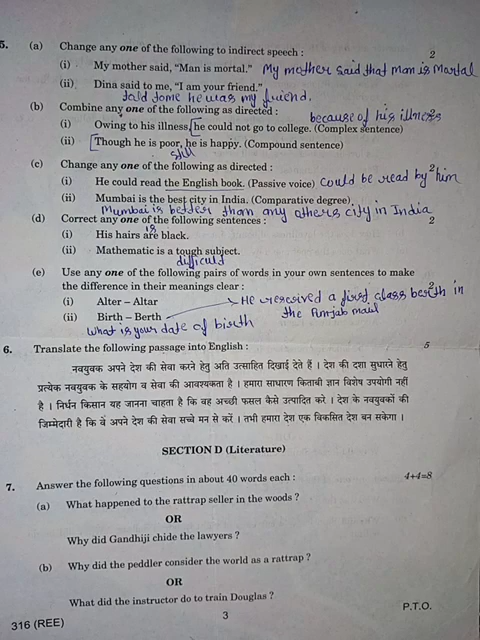 5. (a) Change any one of the following to indirect speech : 2
(i) My mother said, "Man is mortal." My mother said that man is Mortal
(ii) Dina said to me, "I am your friend."
told tome he was my friend.
(b) Combine any one of the following as directed : because of his illness 2
(i) Owing to his illness, he could not go to college. (Complex sentence)
(ii) Though he is poor, he is happy. (Compound sentence)
still
(c) Change any one of the following as directed : 2
(i) He could read the English book. (Passive voice) could be read by him
(ii) Mumbai is the best city in India. (Comparative degree)
Mumbai is better than any others city in India
(d) Correct any one of the following sentences : 2
is
(i) His hairs are black.
(ii) Mathematic is a tough subject.
difficuld
(e) Use any one of the following pairs of words in your own sentences to make
the difference in their meanings clear : 2
(i) Alter – Altar He reserved a first class berth in
(ii) Birth – Berth the Punjab mail
What is your date of birth
6. Translate the following passage into English : 5
नवयुवक अपने देश की सेवा करने हेतु अति उत्साहित दिखाई देते हैं । देश की दशा सुधारने हेतु
प्रत्येक नवयुवक के सहयोग व सेवा की आवश्यकता है । हमारा साधारण किताबी ज्ञान विशेष उपयोगी नहीं
है । निर्धन किसान यह जानना चाहता है कि वह अच्छी फसल कैसे उत्पादित करे । देश के नवयुवकों की
जिम्मेदारी है कि वे अपने देश की सेवा सच्चे मन से करें । तभी हमारा देश एक विकसित देश बन सकेगा ।
SECTION D (Literature)
7. Answer the following questions in about 40 words each : 4+4=8
(a) What happened to the rattrap seller in the woods ?
OR
Why did Gandhiji chide the lawyers ?
(b) Why did the peddler consider the world as a rattrap ?
OR
What did the instructor do to train Douglas ?
316 (REE) 3 P.T.O.